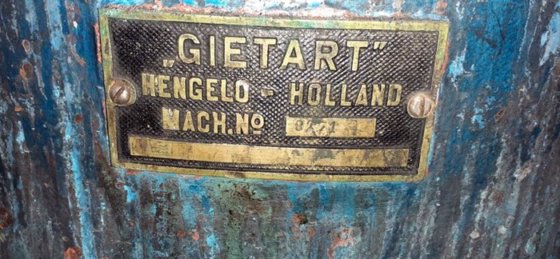 „GIETART"
HENGELO - HOLLAND
MACH. Nº